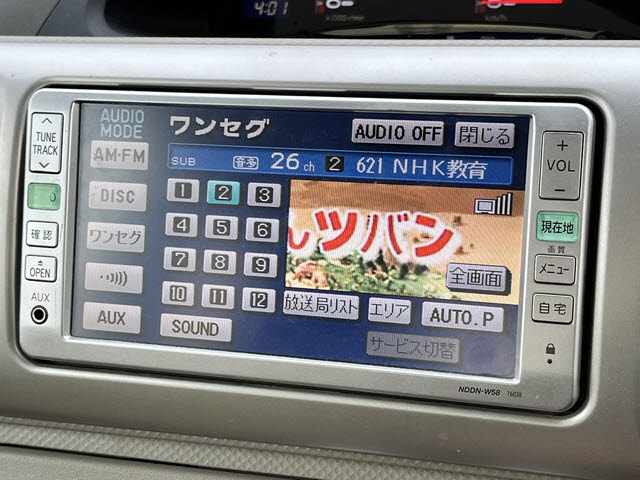 4:01
x1000r/min
km/h
TUNE
TRACK
確認
OPEN
AUX
AUDIO
MODE
AM・FM
DISC
ワンセグ
AUX
ワンセグ
AUDIO OFF
閉じる
SUB
音多
26 ch
2
621 NHK教育
1
2
3
4
5
6
7
8
9
10
11
12
SOUND
しツバン
全画面
放送局リスト
エリア
AUTO.P
サービス切替
+
VOL
-
現在地
画質
メニュー
自宅
NDDN-W58